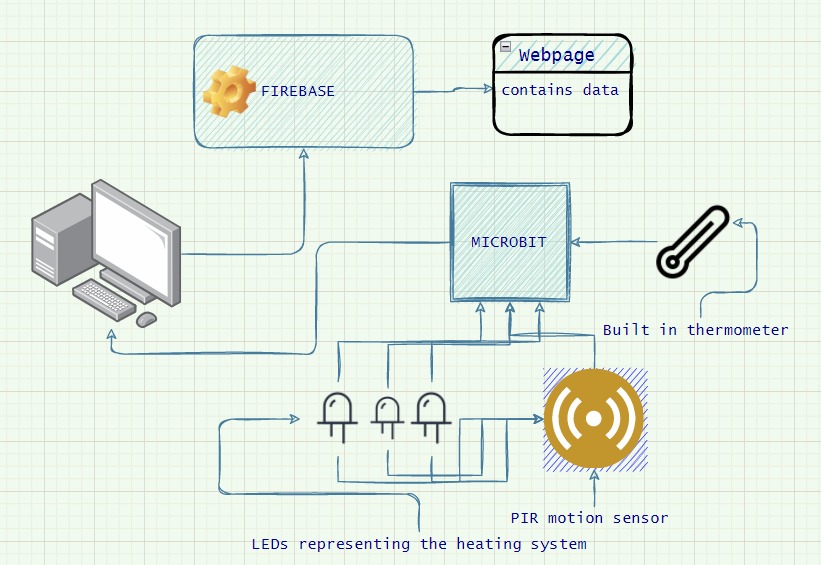 Webpage
FIREBASE
contains data
MICROBIT
Built in thermometer
PIR motion sensor
LEDs representing the heating system